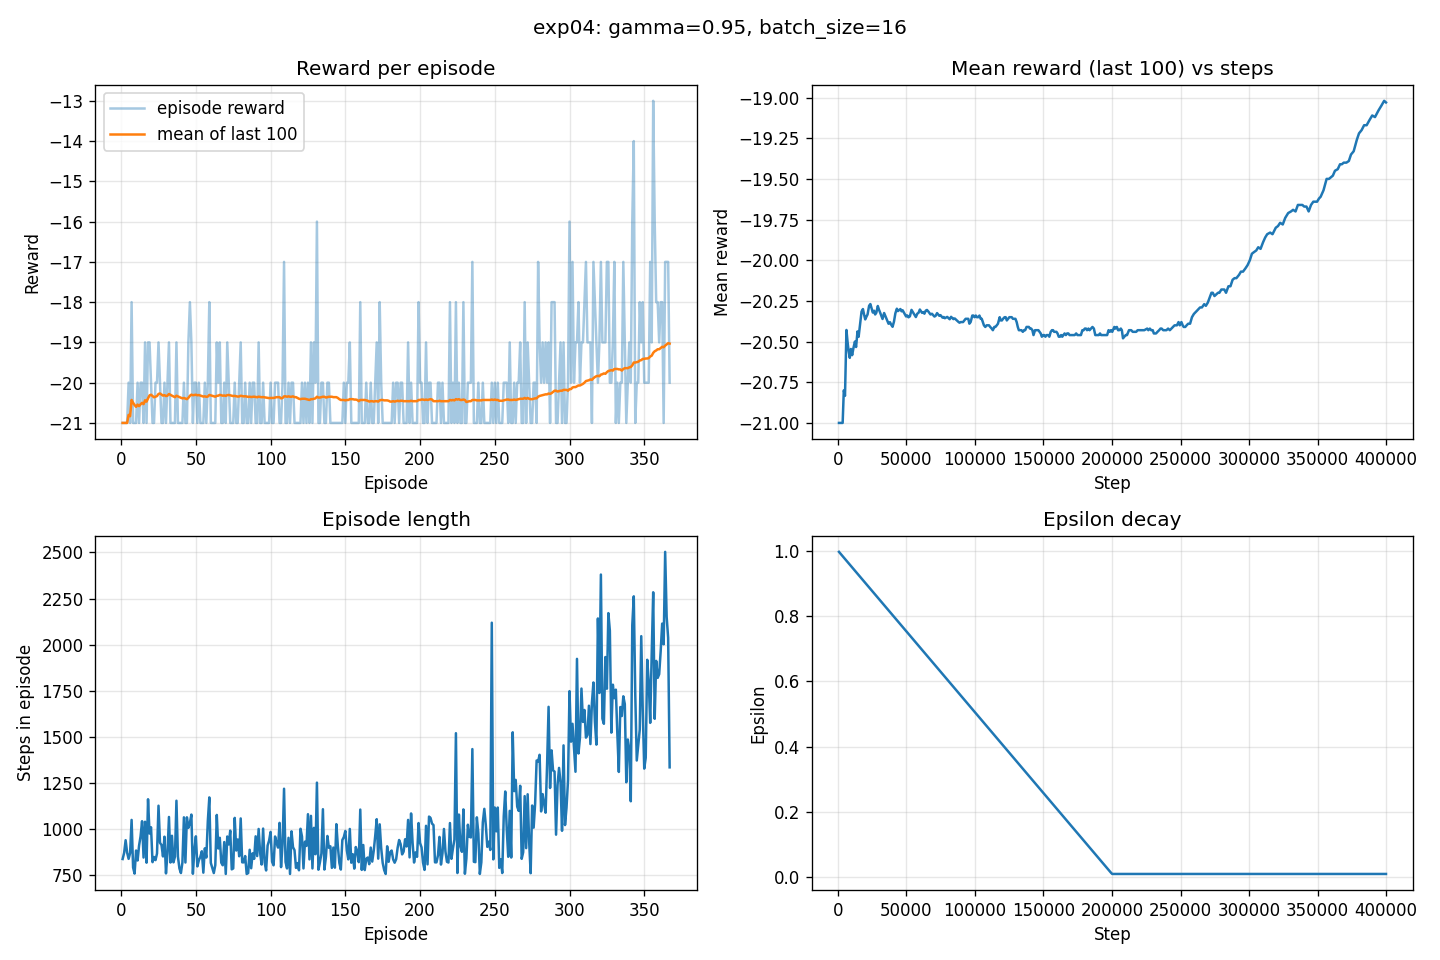 exp04: gamma=0.95, batch_size=16
Reward per episode
episode reward
mean of last 100
−13
−14
−15
−16
−17
−18
−19
−20
−21
Reward
0 50 100 150 200 250 300 350
Episode
Mean reward (last 100) vs steps
−19.00
−19.25
−19.50
−19.75
−20.00
−20.25
−20.50
−20.75
−21.00
Mean reward
0 50000 100000 150000 200000 250000 300000 350000 400000
Step
Episode length
2500
2250
2000
1750
1500
1250
1000
750
Steps in episode
0 50 100 150 200 250 300 350
Episode
Epsilon decay
1.0
0.8
0.6
0.4
0.2
0.0
Epsilon
0 50000 100000 150000 200000 250000 300000 350000 400000
Step